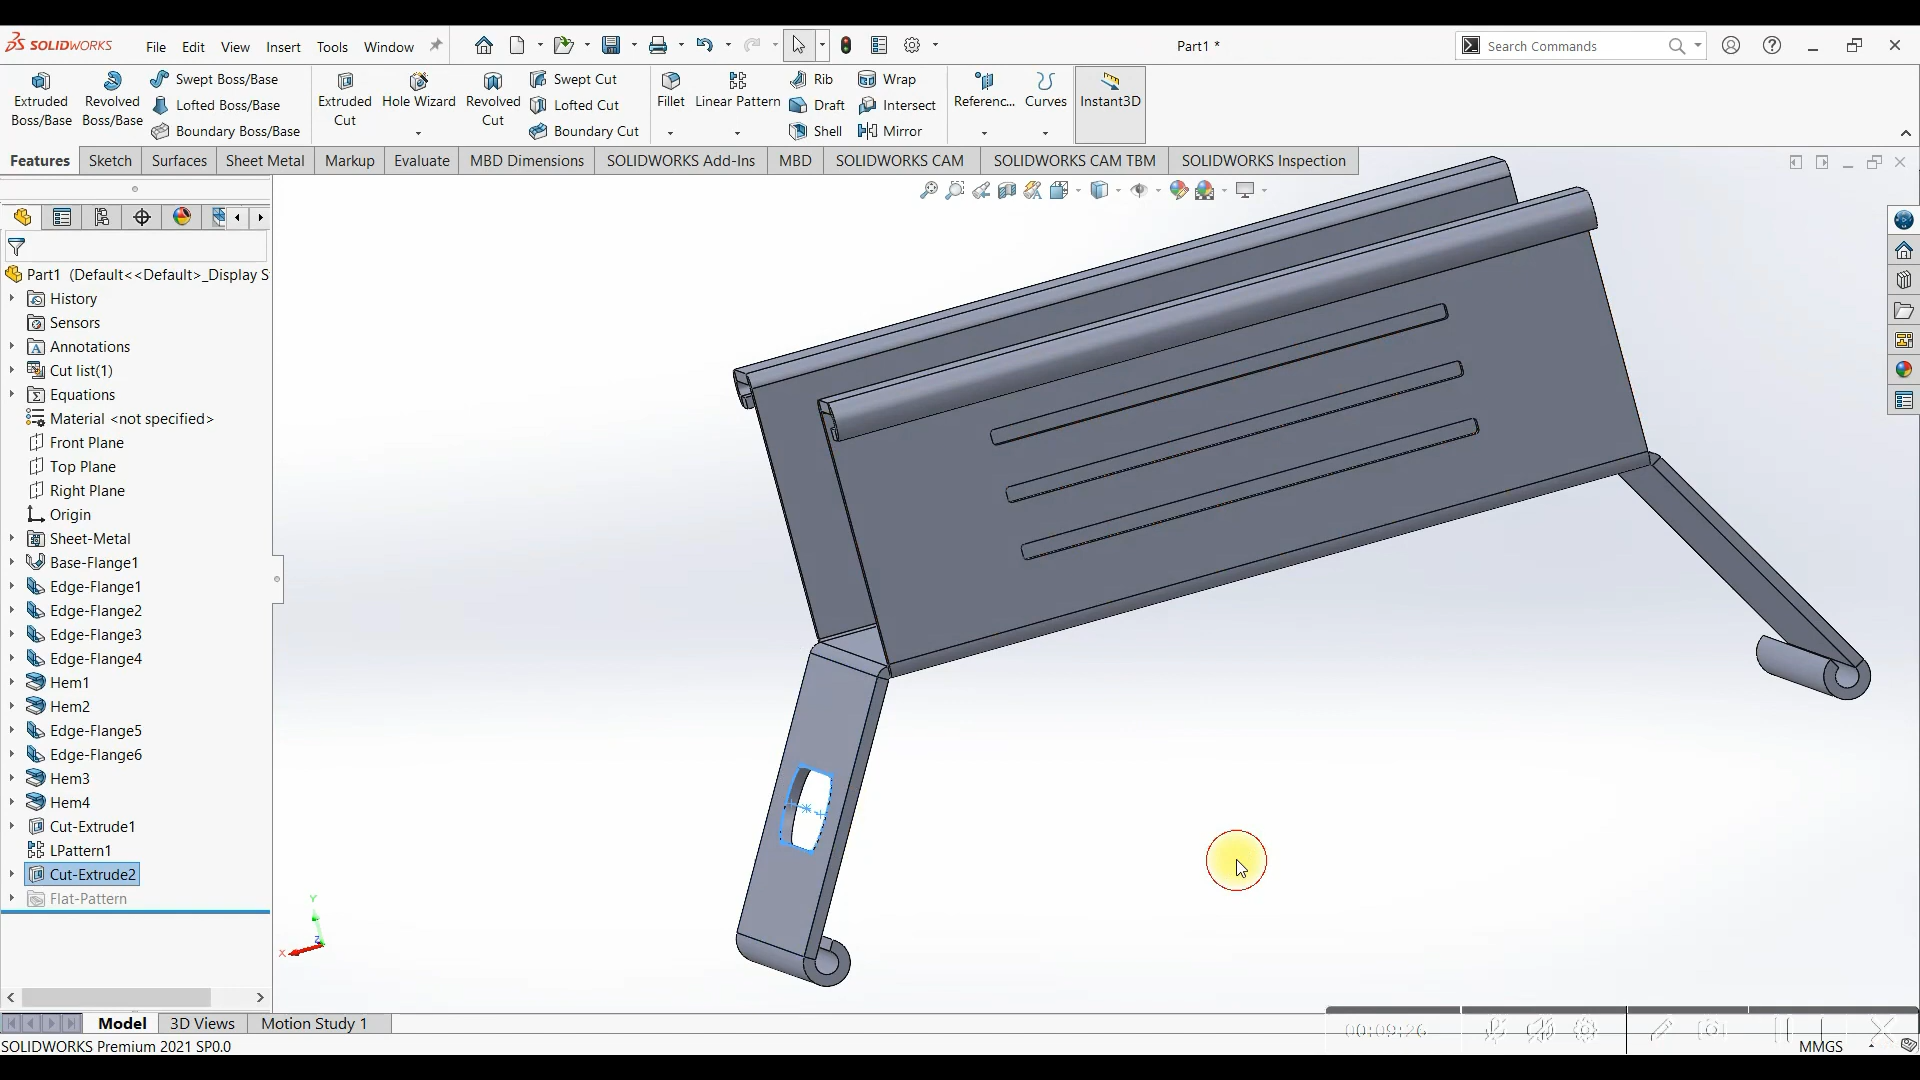 SOLIDWORKS File Edit View Insert Tools Window Part1 * Search Commands
Extruded Boss/Base
Revolved Boss/Base
Swept Boss/Base
Lofted Boss/Base
Boundary Boss/Base
Extruded Cut
Hole Wizard
Revolved Cut
Swept Cut
Lofted Cut
Boundary Cut
Fillet
Linear Pattern
Rib
Draft
Shell
Wrap
Intersect
Mirror
Referenc...
Curves
Instant3D
Features Sketch Surfaces Sheet Metal Markup Evaluate MBD Dimensions SOLIDWORKS Add-Ins MBD SOLIDWORKS CAM SOLIDWORKS CAM TBM SOLIDWORKS Inspection
Part1 (Default<<Default>_Display S
History
Sensors
Annotations
Cut list(1)
Equations
Material <not specified>
Front Plane
Top Plane
Right Plane
Origin
Sheet-Metal
Base-Flange1
Edge-Flange1
Edge-Flange2
Edge-Flange3
Edge-Flange4
Hem1
Hem2
Edge-Flange5
Edge-Flange6
Hem3
Hem4
Cut-Extrude1
LPattern1
Cut-Extrude2
Flat-Pattern
Y
Z
X
Model 3D Views Motion Study 1
00:09:26
SOLIDWORKS Premium 2021 SP0.0 MMGS